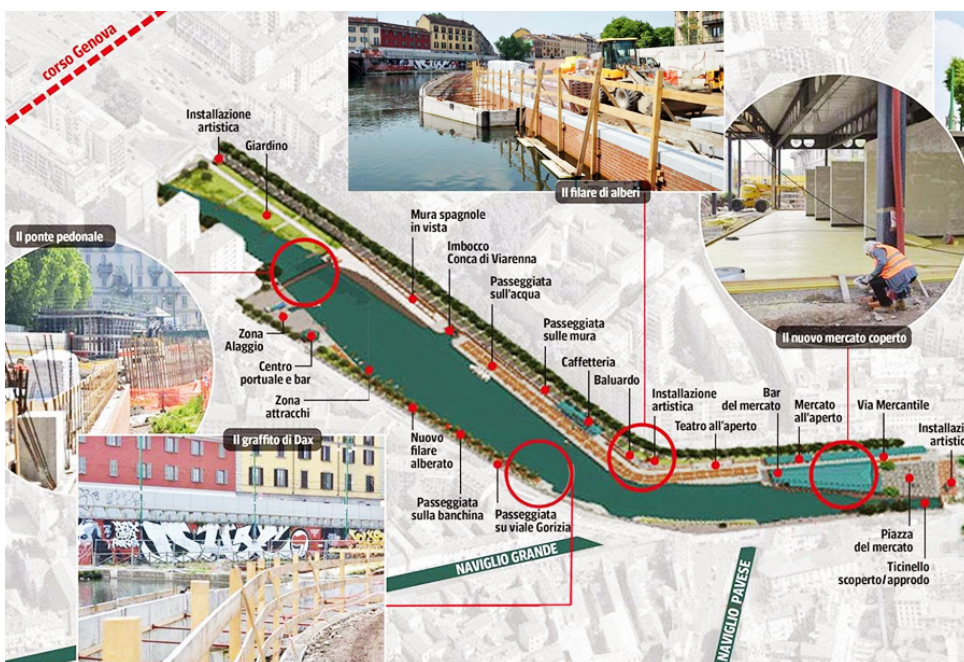 corso Genova
Installazione
artistica
Giardino
Il filare di alberi
Il ponte pedonale
Mura spagnole
in vista
Imbocco
Conca di Viarenna
Passeggiata
sull'acqua
Passeggiata
sulle mura
Caffetteria
Baluardo
Installazione
artistica
Teatro all'aperto
Il nuovo mercato coperto
Bar
del mercato
Mercato
all'aperto
Via Mercantile
Installazi
artistic
Zona
Alaggio
Centro
portuale e bar
Zona
attracchi
Il graffito di Dax
Nuovo
filare
alberato
Passeggiata
sulla banchina
Passeggiata
su viale Gorizia
NAVIGLIO GRANDE
NAVIGLIO PAVESE
Piazza
del mercato
Ticinello
scoperto/approdo